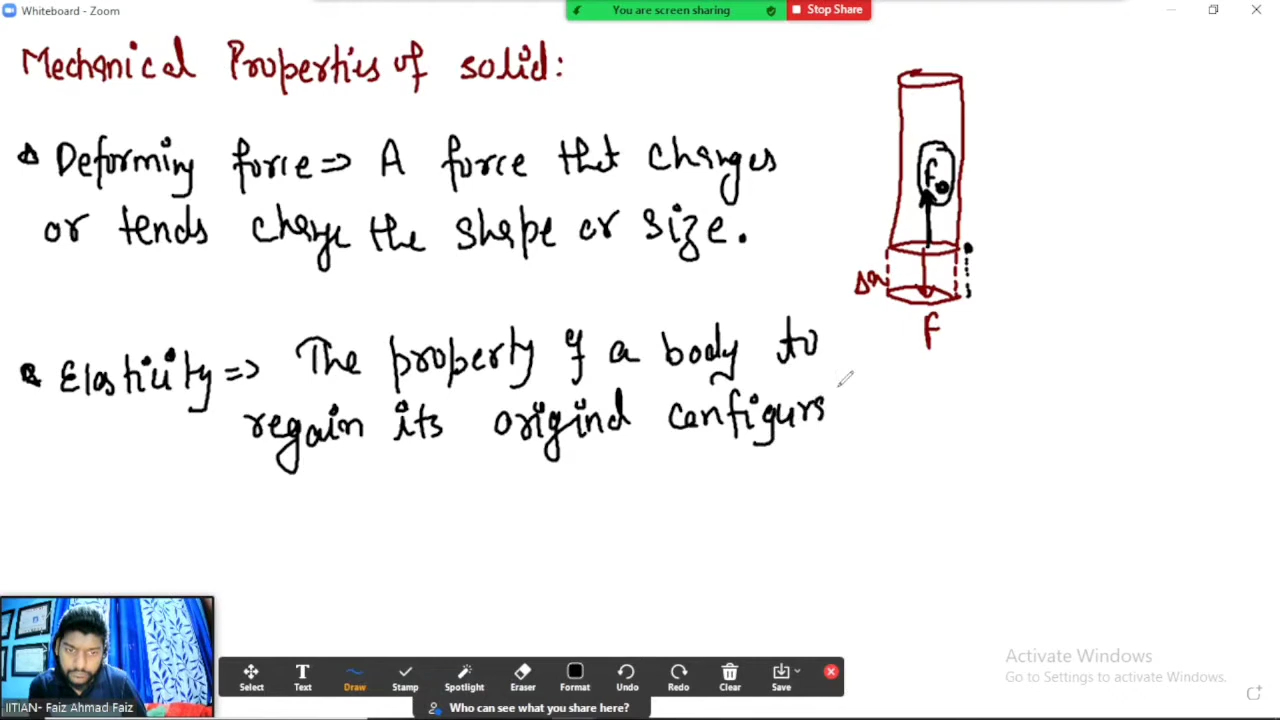 Whiteboard - Zoom
You are screen sharing
Stop Share
Mechanical Properties of solid:
Deforming force => A force that changes
or tends change the shape or size.
Elasticity => The property of a body to
regain its original configura
fo
Δx
F
IITIAN- Faiz Ahmad Faiz
Select Text Draw Stamp Spotlight Eraser Format Undo Redo Clear Save
Who can see what you share here?
Activate Windows
Go to Settings to activate Windows.